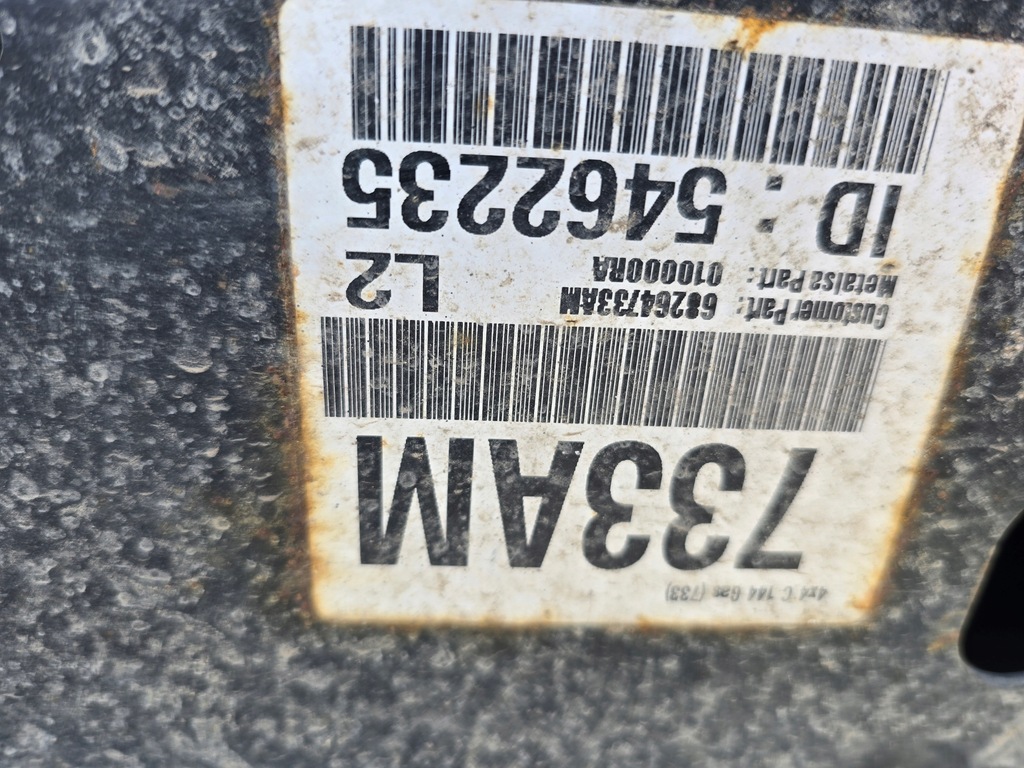 4x4 C 144 Gas (733)
733AM
Customer Part: 68264733AM
Metalsa Part: 010000RA
L2
ID : 5462235